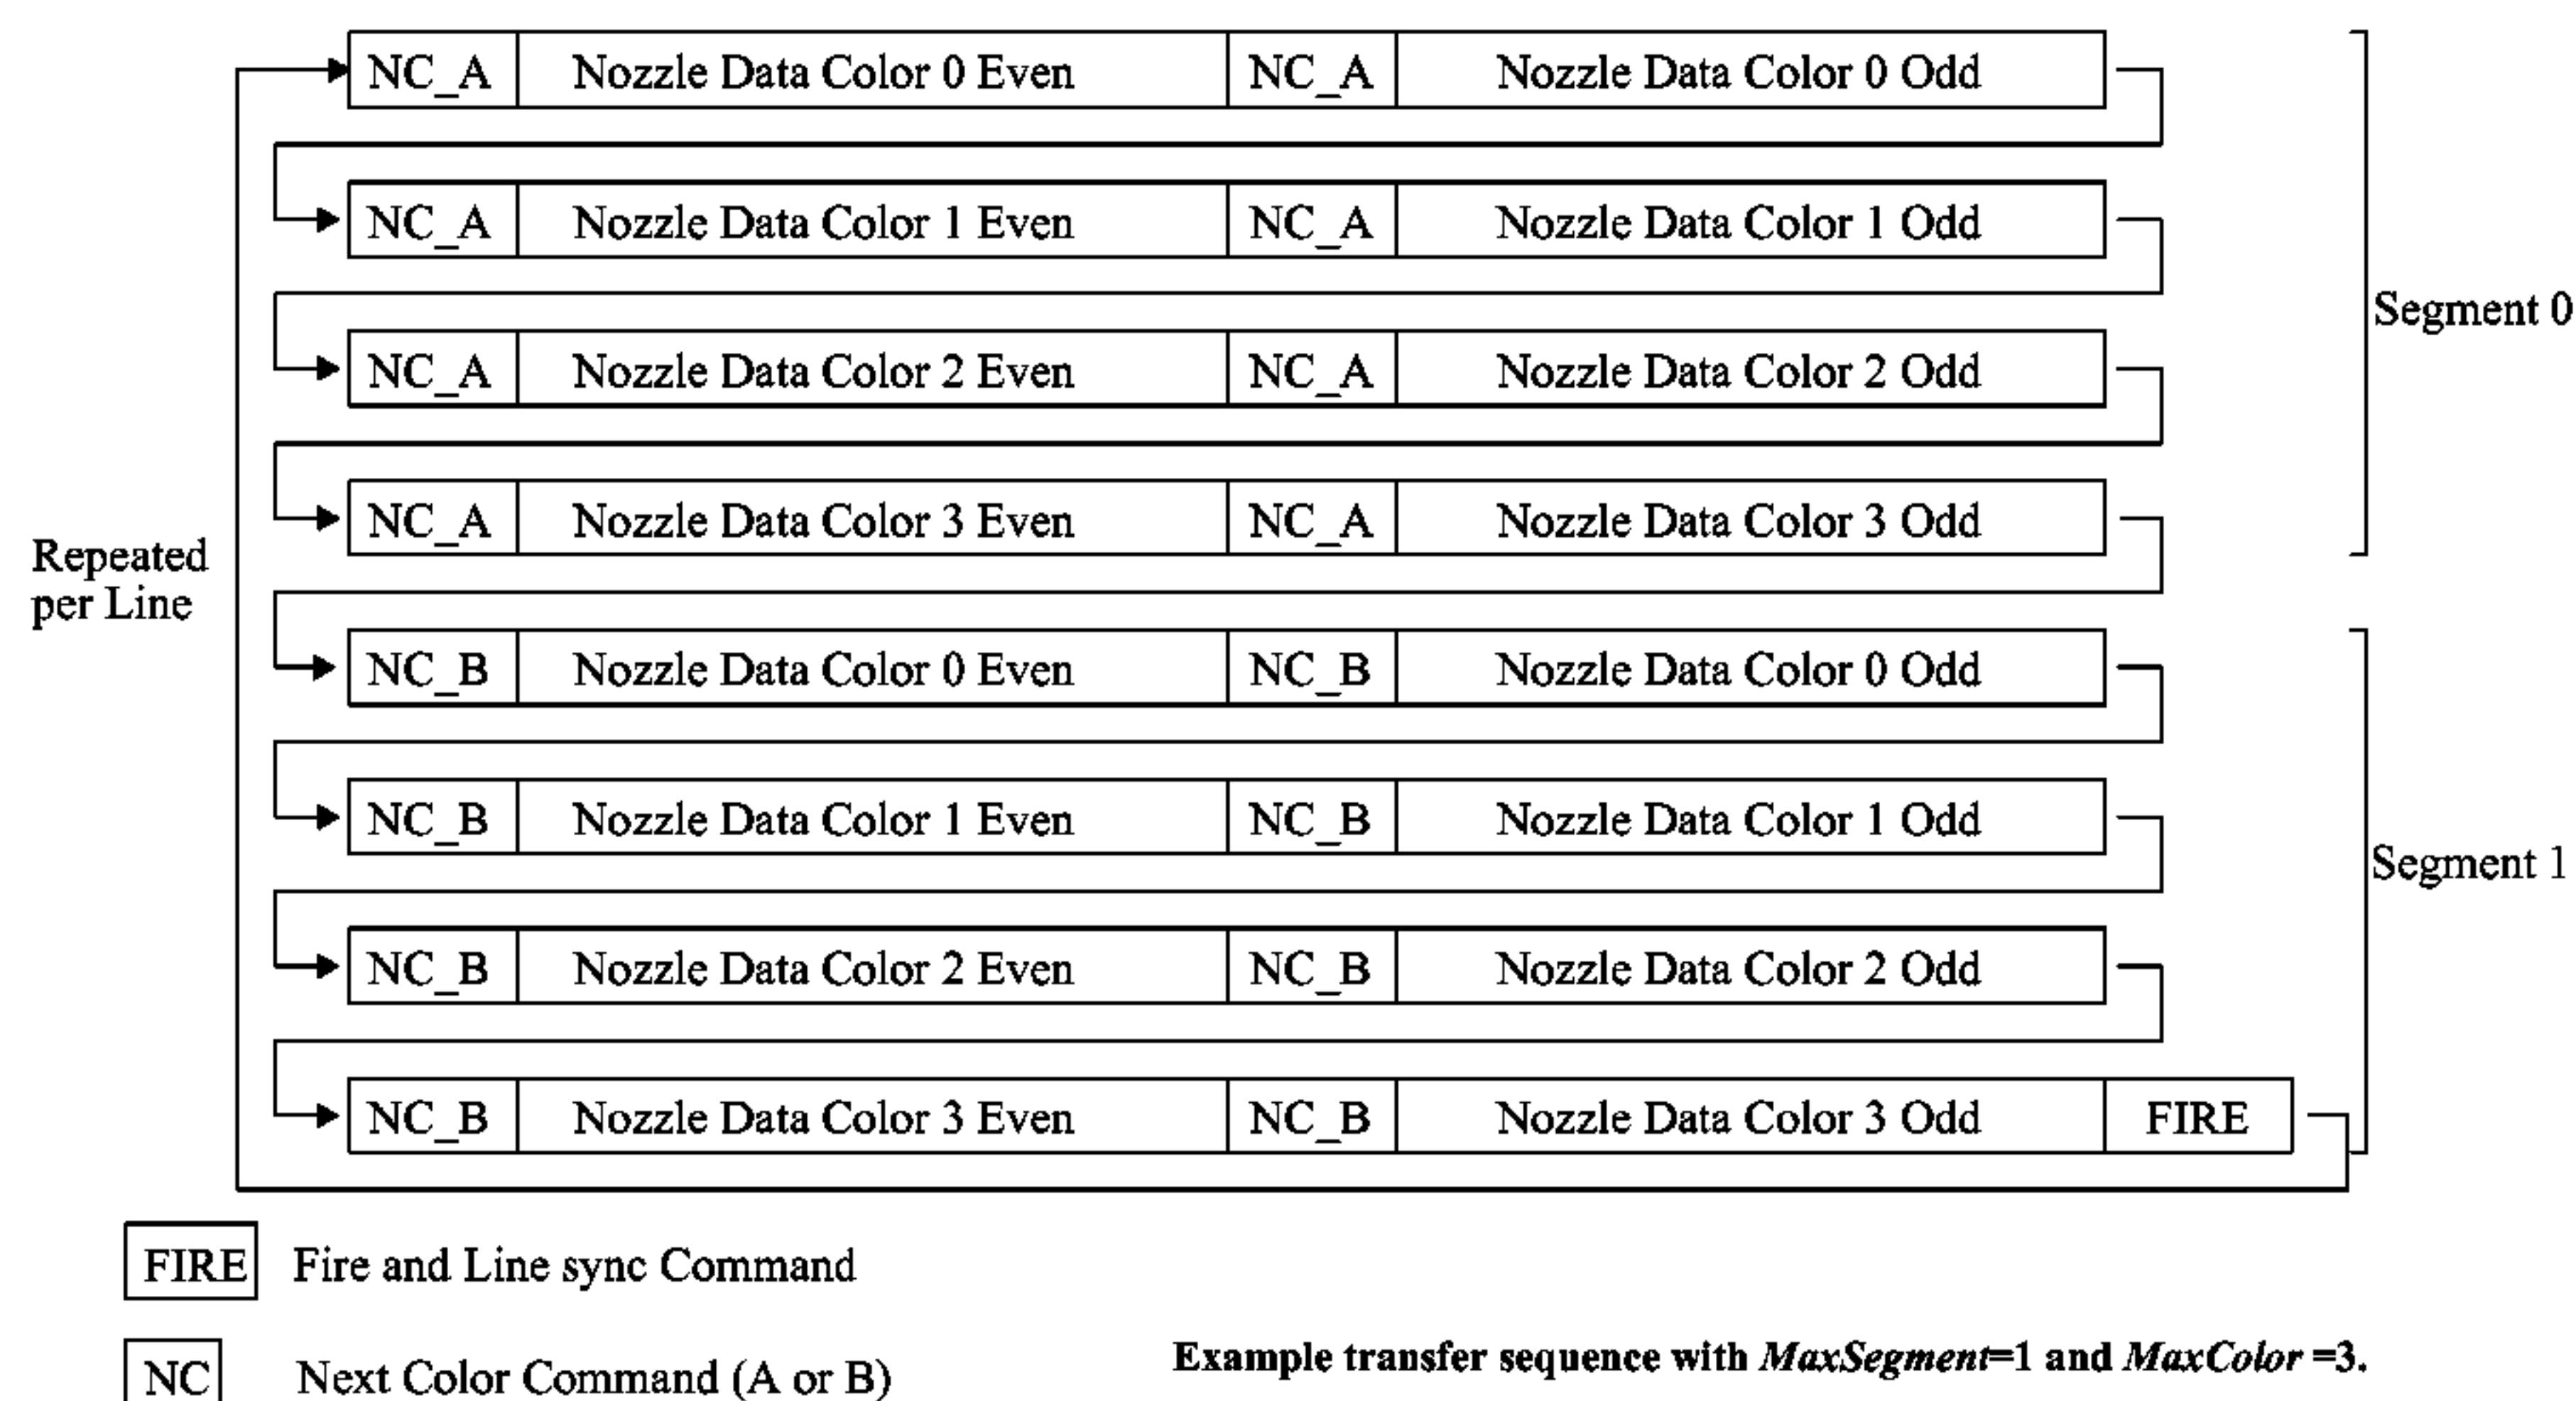 NC_A Nozzle Data Color 0 Even NC_A Nozzle Data Color 0 Odd
NC_A Nozzle Data Color 1 Even NC_A Nozzle Data Color 1 Odd
Segment 0
NC_A Nozzle Data Color 2 Even NC_A Nozzle Data Color 2 Odd
NC_A Nozzle Data Color 3 Even NC_A Nozzle Data Color 3 Odd
Repeated
per Line
NC_B Nozzle Data Color 0 Even NC_B Nozzle Data Color 0 Odd
NC_B Nozzle Data Color 1 Even NC_B Nozzle Data Color 1 Odd
Segment 1
NC_B Nozzle Data Color 2 Even NC_B Nozzle Data Color 2 Odd
NC_B Nozzle Data Color 3 Even NC_B Nozzle Data Color 3 Odd FIRE
FIRE Fire and Line sync Command
NC Next Color Command (A or B)
Example transfer sequence with MaxSegment=1 and MaxColor =3.